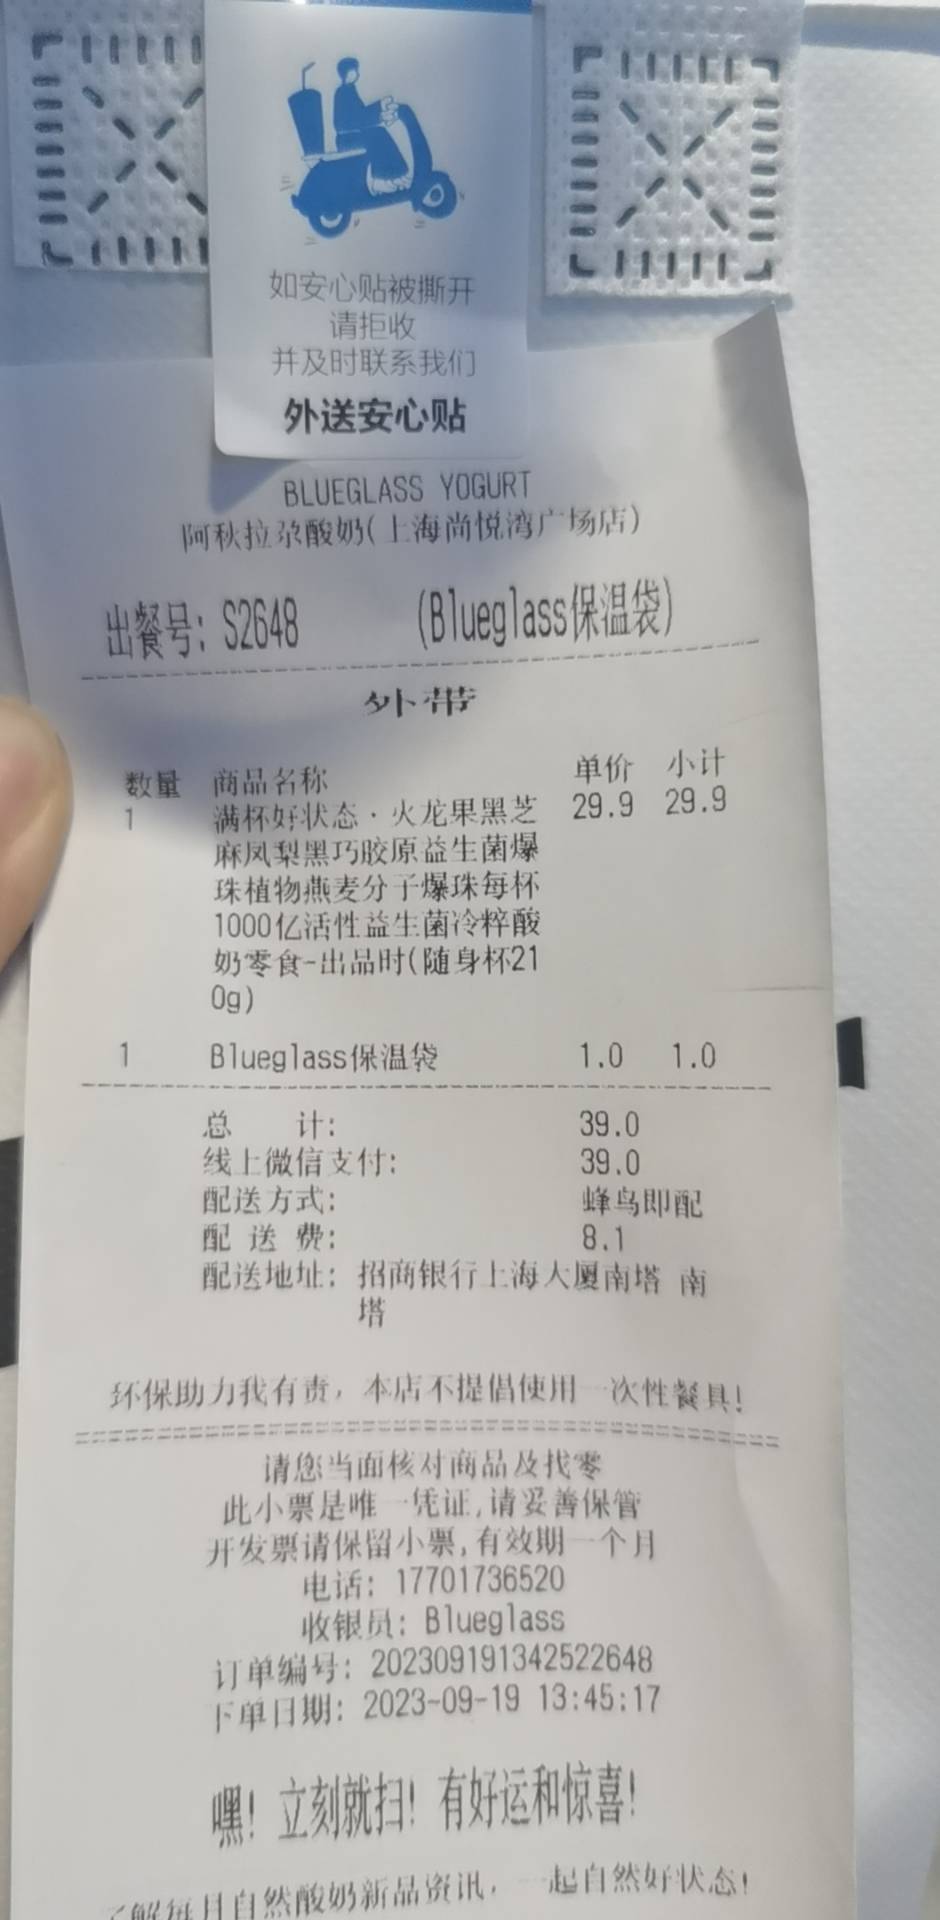 如安心贴被撕开
请拒收
并及时联系我们
外送安心贴
BLUEGLASS YOGURT
阿秋拉尕酸奶(上海尚悦湾广场店)
出餐号: S2648 (Blueglass保温袋)
外带
数量 商品名称 单价 小计
1 满杯好状态·火龙果黑芝 29.9 29.9
麻凤梨黑巧胶原益生菌爆
珠植物燕麦分子爆珠每杯
1000亿活性益生菌冷粹酸
奶零食-出品时(随身杯21
0g)
1 Blueglass保温袋 1.0 1.0
总 计: 39.0
线上微信支付: 39.0
配送方式: 蜂鸟即配
配 送 费: 8.1
配送地址: 招商银行上海大厦南塔 南
塔
环保助力我有责，本店不提倡使用一次性餐具!
请您当面核对商品及找零
此小票是唯一凭证,请妥善保管
开发票请保留小票,有效期一个月
电话: 17701736520
收银员: Blueglass
订单编号: 202309191342522648
下单日期: 2023-09-19 13:45:17
嘿! 立刻就扫! 有好运和惊喜!
了解每月自然酸奶新品资讯，一起自然好状态!